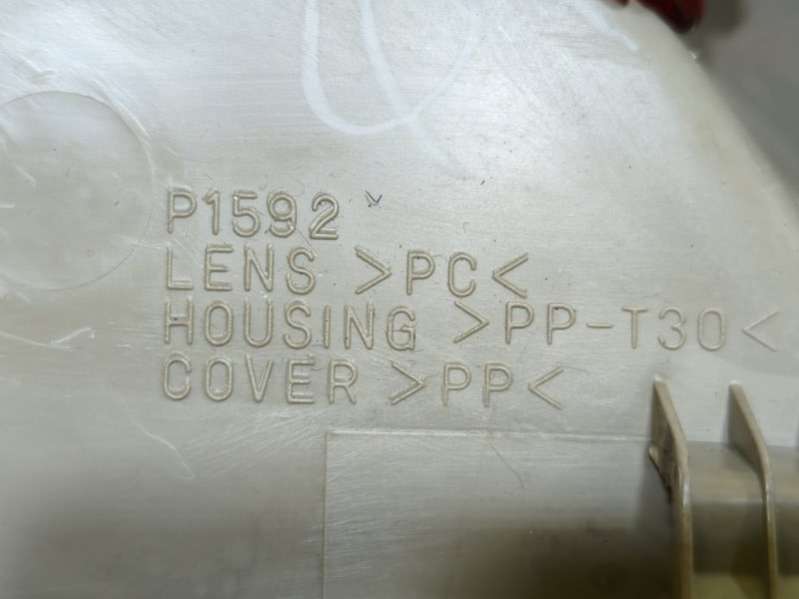 P1592
LENS >PC<
HOUSING >PP-T30<
COVER >PP<